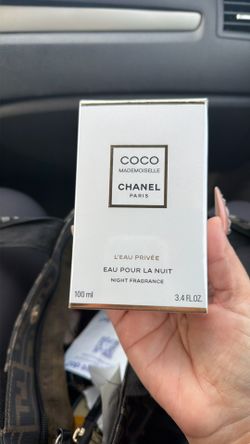 COCO
MADEMOISELLE
CHANEL
PARIS
L'EAU PRIVÉE
EAU POUR LA NUIT
NIGHT FRAGRANCE
100 ml
3.4 FL.OZ.